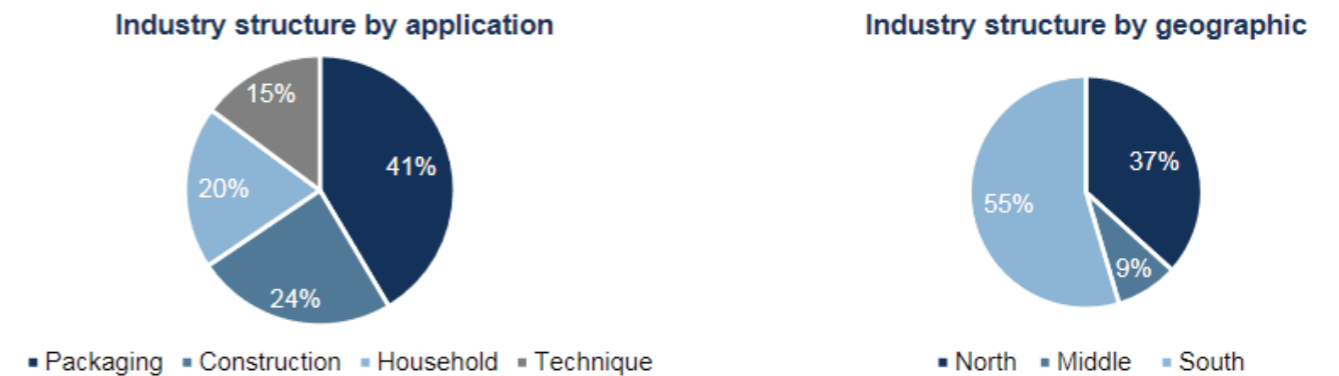 Industry structure by application
15%
41%
20%
24%
Packaging Construction Household Technique
Industry structure by geographic
37%
55%
9%
North Middle South